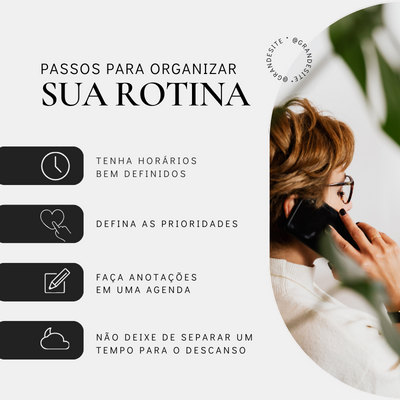 @GRANDESITE * @GRANDESITE *
PASSOS PARA ORGANIZAR
SUA ROTINA
TENHA HORÁRIOS
BEM DEFINIDOS
DEFINA AS PRIORIDADES
FAÇA ANOTAÇÕES
EM UMA AGENDA
NÃO DEIXE DE SEPARAR UM
TEMPO PARA O DESCANSO